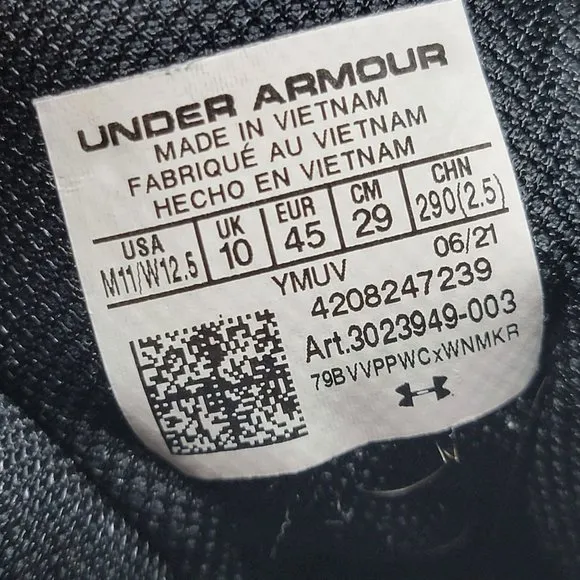 UNDER ARMOUR
MADE IN VIETNAM
FABRIQUÉ AU VIETNAM
HECHO EN VIETNAM
USA UK EUR CM CHN
M11/W12.5 10 45 29 290(2.5)
YMUV 06/21
4208247239
Art.3023949-003
79BVVPPWCxWNMKR